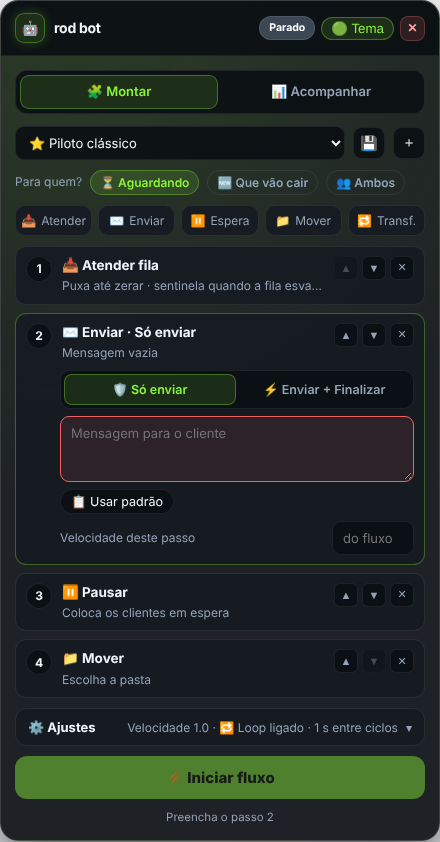 rod bot
Parado
Tema
Montar
Acompanhar
Piloto clássico
Para quem?
Aguardando
Que vão cair
Ambos
Atender
Enviar
Espera
Mover
Transf.
1
Atender fila
Puxa até zerar · sentinela quando a fila esva...
2
Enviar · Só enviar
Mensagem vazia
Só enviar
Enviar + Finalizar
Mensagem para o cliente
Usar padrão
Velocidade deste passo
do fluxo
3
Pausar
Coloca os clientes em espera
4
Mover
Escolha a pasta
Ajustes
Velocidade 1.0 · 🔁 Loop ligado · 1 s entre ciclos
Iniciar fluxo
Preencha o passo 2